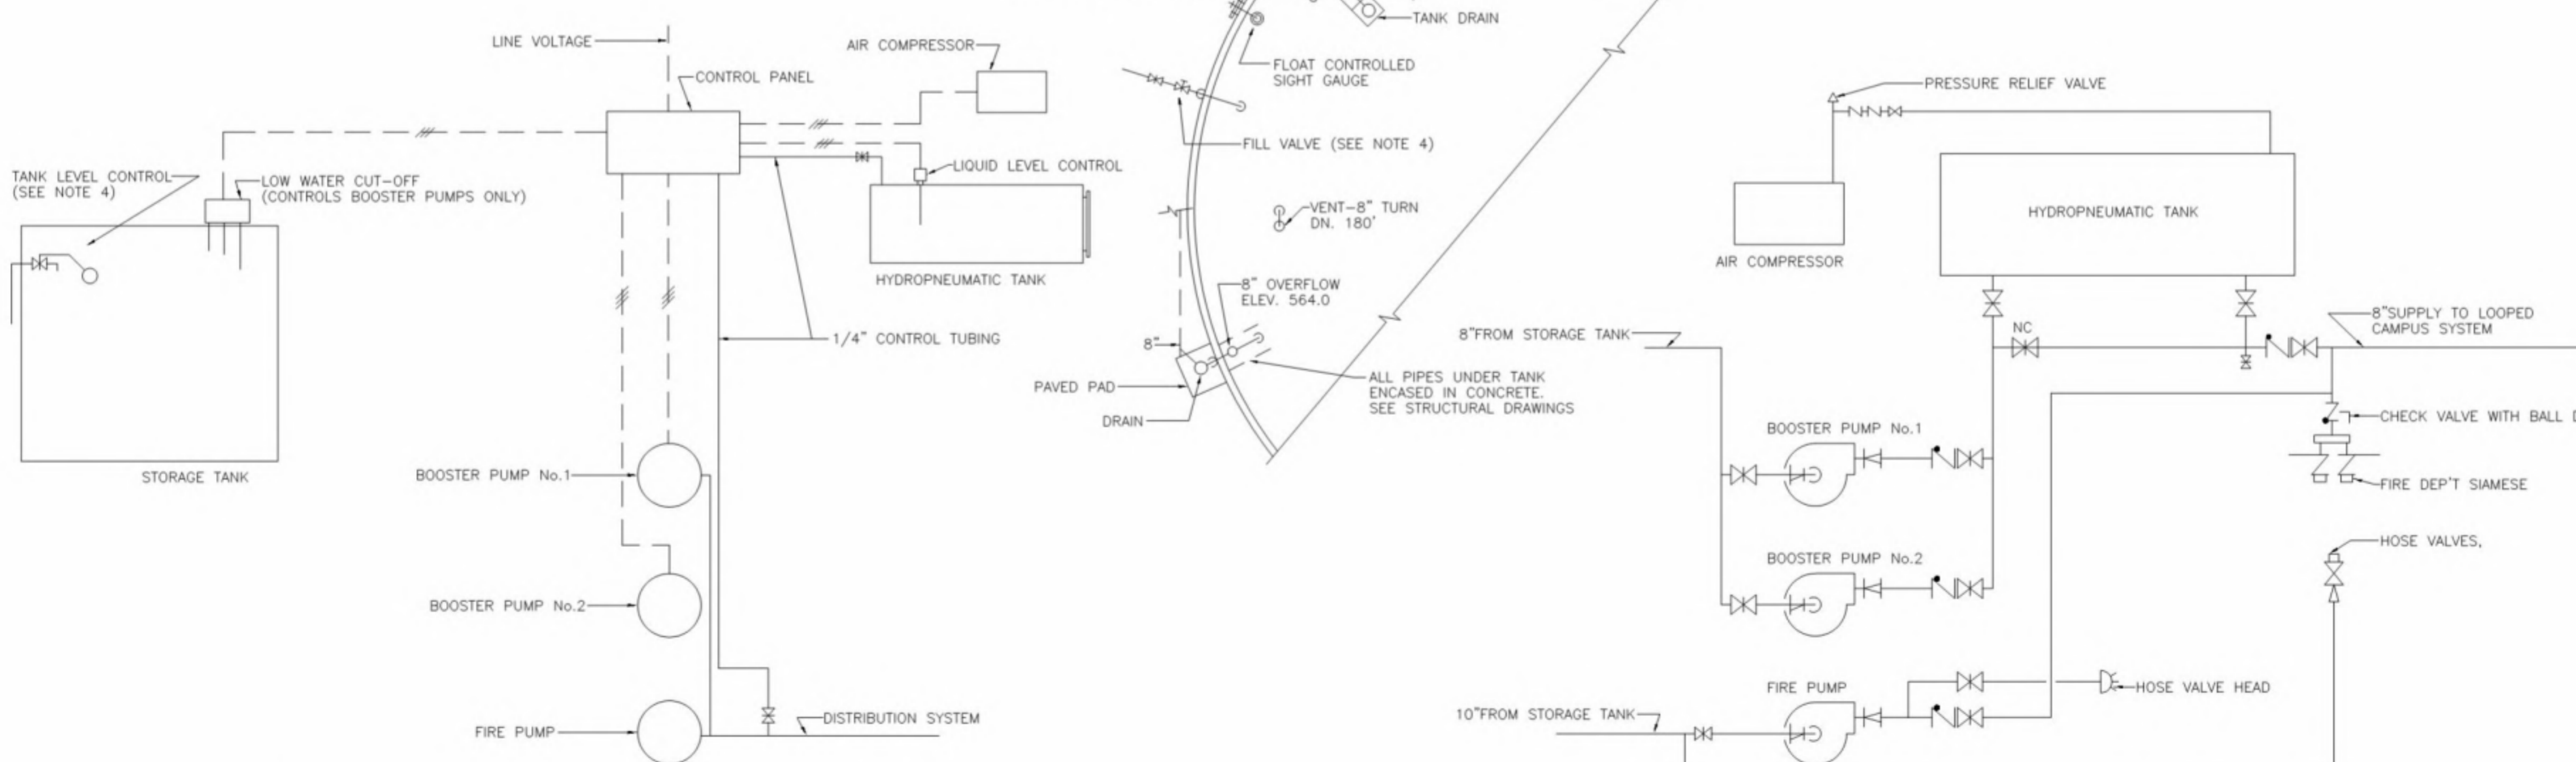 LINE VOLTAGE
AIR COMPRESSOR
CONTROL PANEL
TANK LEVEL CONTROL
(SEE NOTE 4)
LOW WATER CUT-OFF
(CONTROLS BOOSTER PUMPS ONLY)
LIQUID LEVEL CONTROL
HYDROPNEUMATIC TANK
STORAGE TANK
1/4" CONTROL TUBING
BOOSTER PUMP No.1
BOOSTER PUMP No.2
FIRE PUMP
DISTRIBUTION SYSTEM
TANK DRAIN
FLOAT CONTROLLED
SIGHT GAUGE
FILL VALVE (SEE NOTE 4)
VENT-8" TURN
DN. 180'
8" OVERFLOW
ELEV. 564.0
8"
PAVED PAD
DRAIN
ALL PIPES UNDER TANK
ENCASED IN CONCRETE.
SEE STRUCTURAL DRAWINGS
PRESSURE RELIEF VALVE
HYDROPNEUMATIC TANK
AIR COMPRESSOR
8"FROM STORAGE TANK
NC
8"SUPPLY TO LOOPED
CAMPUS SYSTEM
CHECK VALVE WITH BALL
FIRE DEP'T SIAMESE
BOOSTER PUMP No.1
BOOSTER PUMP No.2
HOSE VALVES,
FIRE PUMP
HOSE VALVE HEAD
10"FROM STORAGE TANK